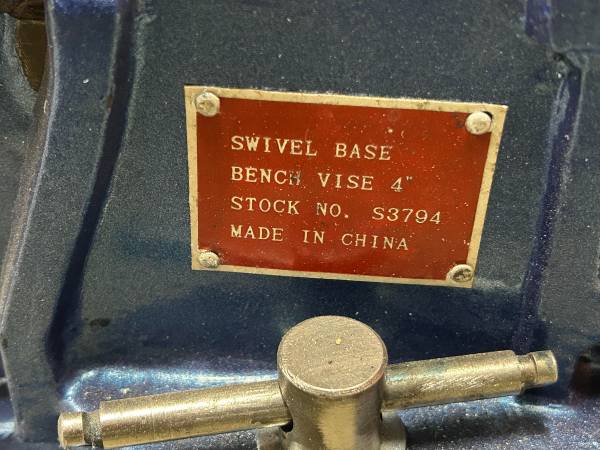 SWIVEL BASE
BENCH VISE 4"
STOCK NO. S3794
MADE IN CHINA